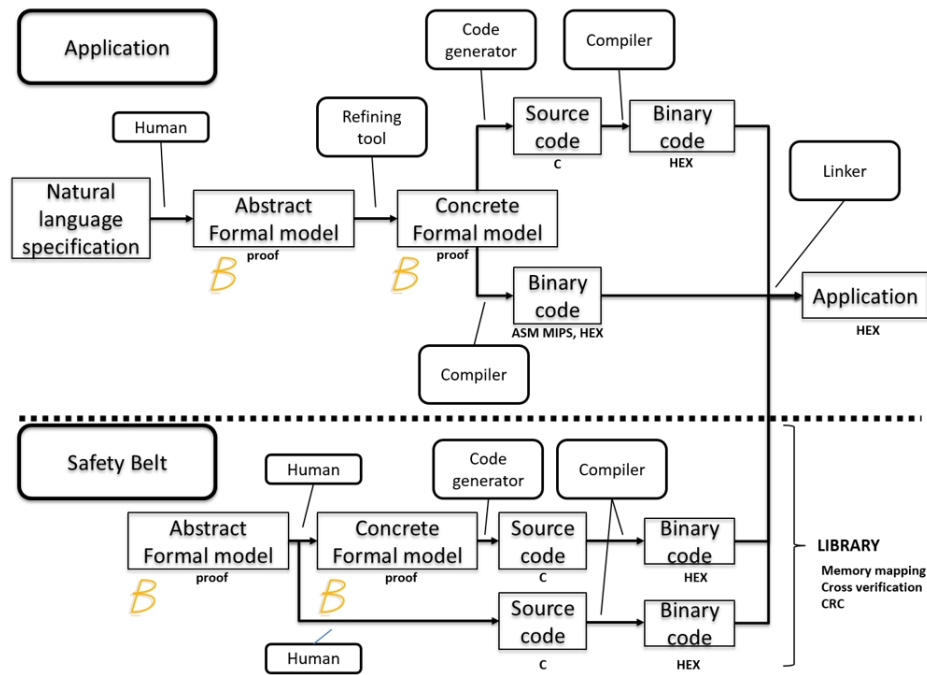 Application
Code
generator
Compiler
Human
Refining
tool
Source
code
C
Binary
code
HEX
Linker
Natural
language
specification
Abstract
Formal model
proof
B
Concrete
Formal model
proof
B
Binary
code
ASM MIPS, HEX
Application
HEX
Compiler
Safety Belt
Human
Code
generator
Compiler
Abstract
Formal model
proof
B
Concrete
Formal model
proof
B
Source
code
C
Binary
code
HEX
LIBRARY
Memory mapping
Cross verification
CRC
Source
code
C
Binary
code
HEX
Human